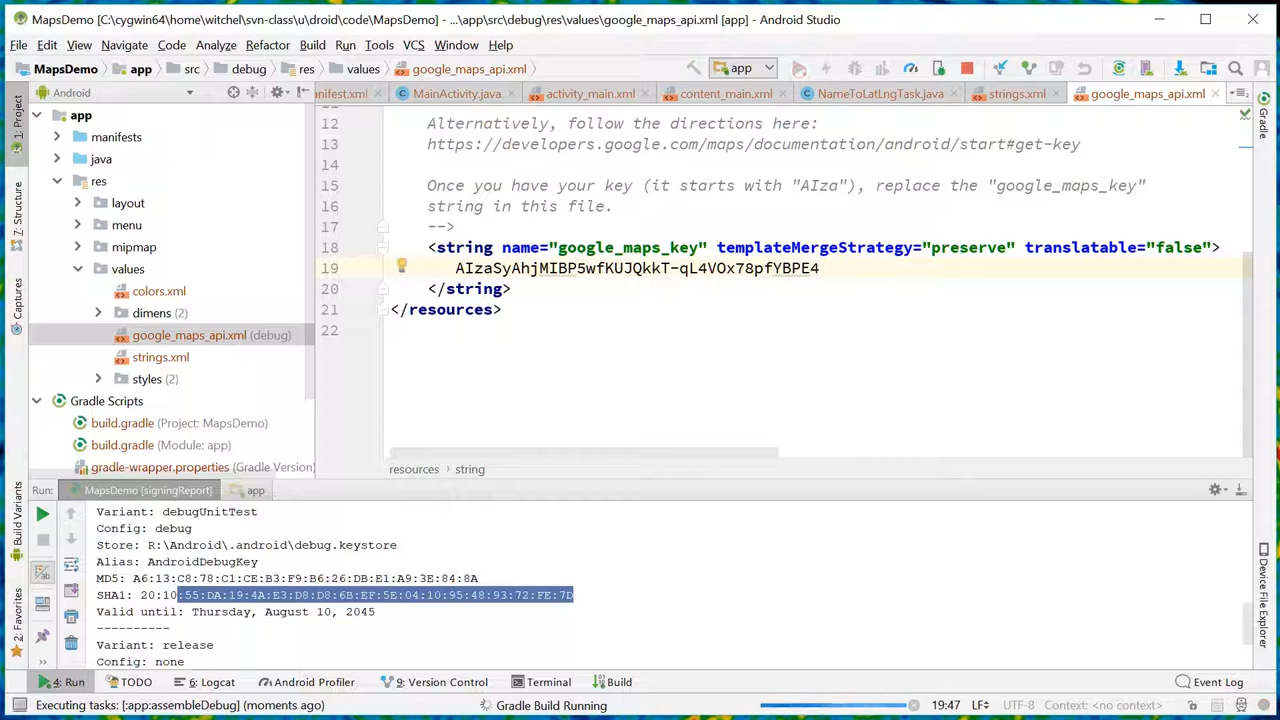 MapsDemo [C:\cygwin64\home\witchel\svn-class\u\droid\code\MapsDemo] - ...\app\src\debug\res\values\google_maps_api.xml [app] - Android Studio
File Edit View Navigate Code Analyze Refactor Build Run Tools VCS Window Help
MapsDemo app src debug res values google_maps_api.xml app
Android
anifest.xml MainActivity.java activity_main.xml content_main.xml NameToLatLngTask.java strings.xml google_maps_api.xml
1: Project
7: Structure
Captures
Build Variants
2: Favorites
app
manifests
java
res
layout
menu
mipmap
values
colors.xml
dimens (2)
google_maps_api.xml (debug)
strings.xml
styles (2)
Gradle Scripts
build.gradle (Project: MapsDemo)
build.gradle (Module: app)
gradle-wrapper.properties (Gradle Version)
12 Alternatively, follow the directions here:
13 https://developers.google.com/maps/documentation/android/start#get-key
14
15 Once you have your key (it starts with "AIza"), replace the "google_maps_key"
16 string in this file.
17 -->
18 <string name="google_maps_key" templateMergeStrategy="preserve" translatable="false">
19 AIzaSyAhjMIBP5wfKUJQkkT-qL4VOx78pfYBPE4
20 </string>
21 </resources>
22
resources string
Gradle
Device File Explorer
Run: MapsDemo [signingReport] app
Variant: debugUnitTest
Config: debug
Store: R:\Android\.android\debug.keystore
Alias: AndroidDebugKey
MD5: A6:13:C8:78:C1:CE:B3:F9:B6:26:DB:E1:A9:3E:84:8A
SHA1: 20:10:55:DA:19:4A:E3:D8:D8:6B:EF:5E:04:10:95:48:93:72:FE:7D
Valid until: Thursday, August 10, 2045
----------
Variant: release
Config: none
4: Run TODO 6: Logcat Android Profiler 9: Version Control Terminal Build Event Log
Executing tasks: [:app:assembleDebug] (moments ago) Gradle Build Running 19:47 LF÷ UTF-8 Context: <no context>